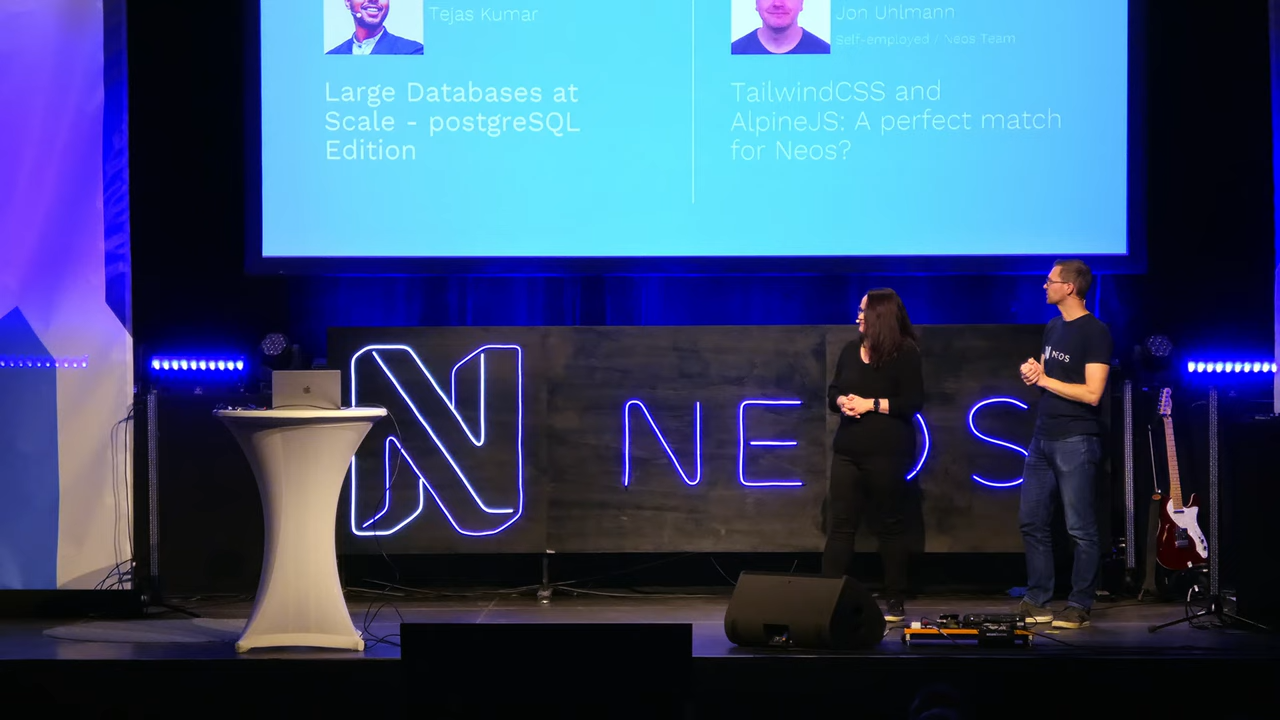 Tejas Kumar
Large Databases at
Scale - postgreSQL
Edition
Jon Uhlmann
Self-employed / Neos Team
TailwindCSS and
AlpineJS: A perfect match
for Neos?
N NEOS
NEOS